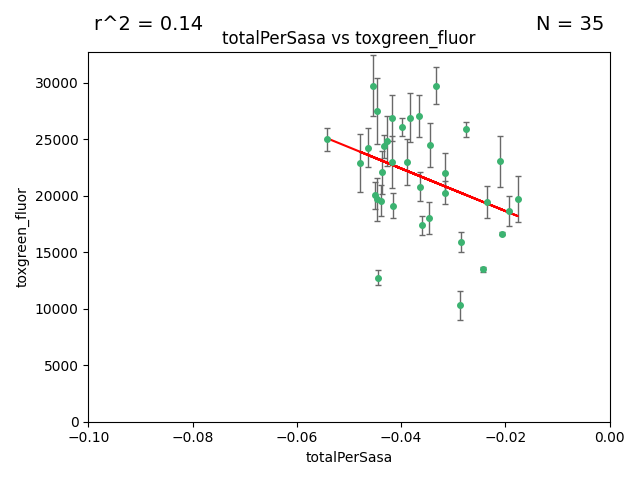 r^2 = 0.14
N = 35
totalPerSasa vs toxgreen_fluor
toxgreen_fluor
30000
25000
20000
15000
10000
5000
0
−0.10
−0.08
−0.06
−0.04
−0.02
0.00
totalPerSasa